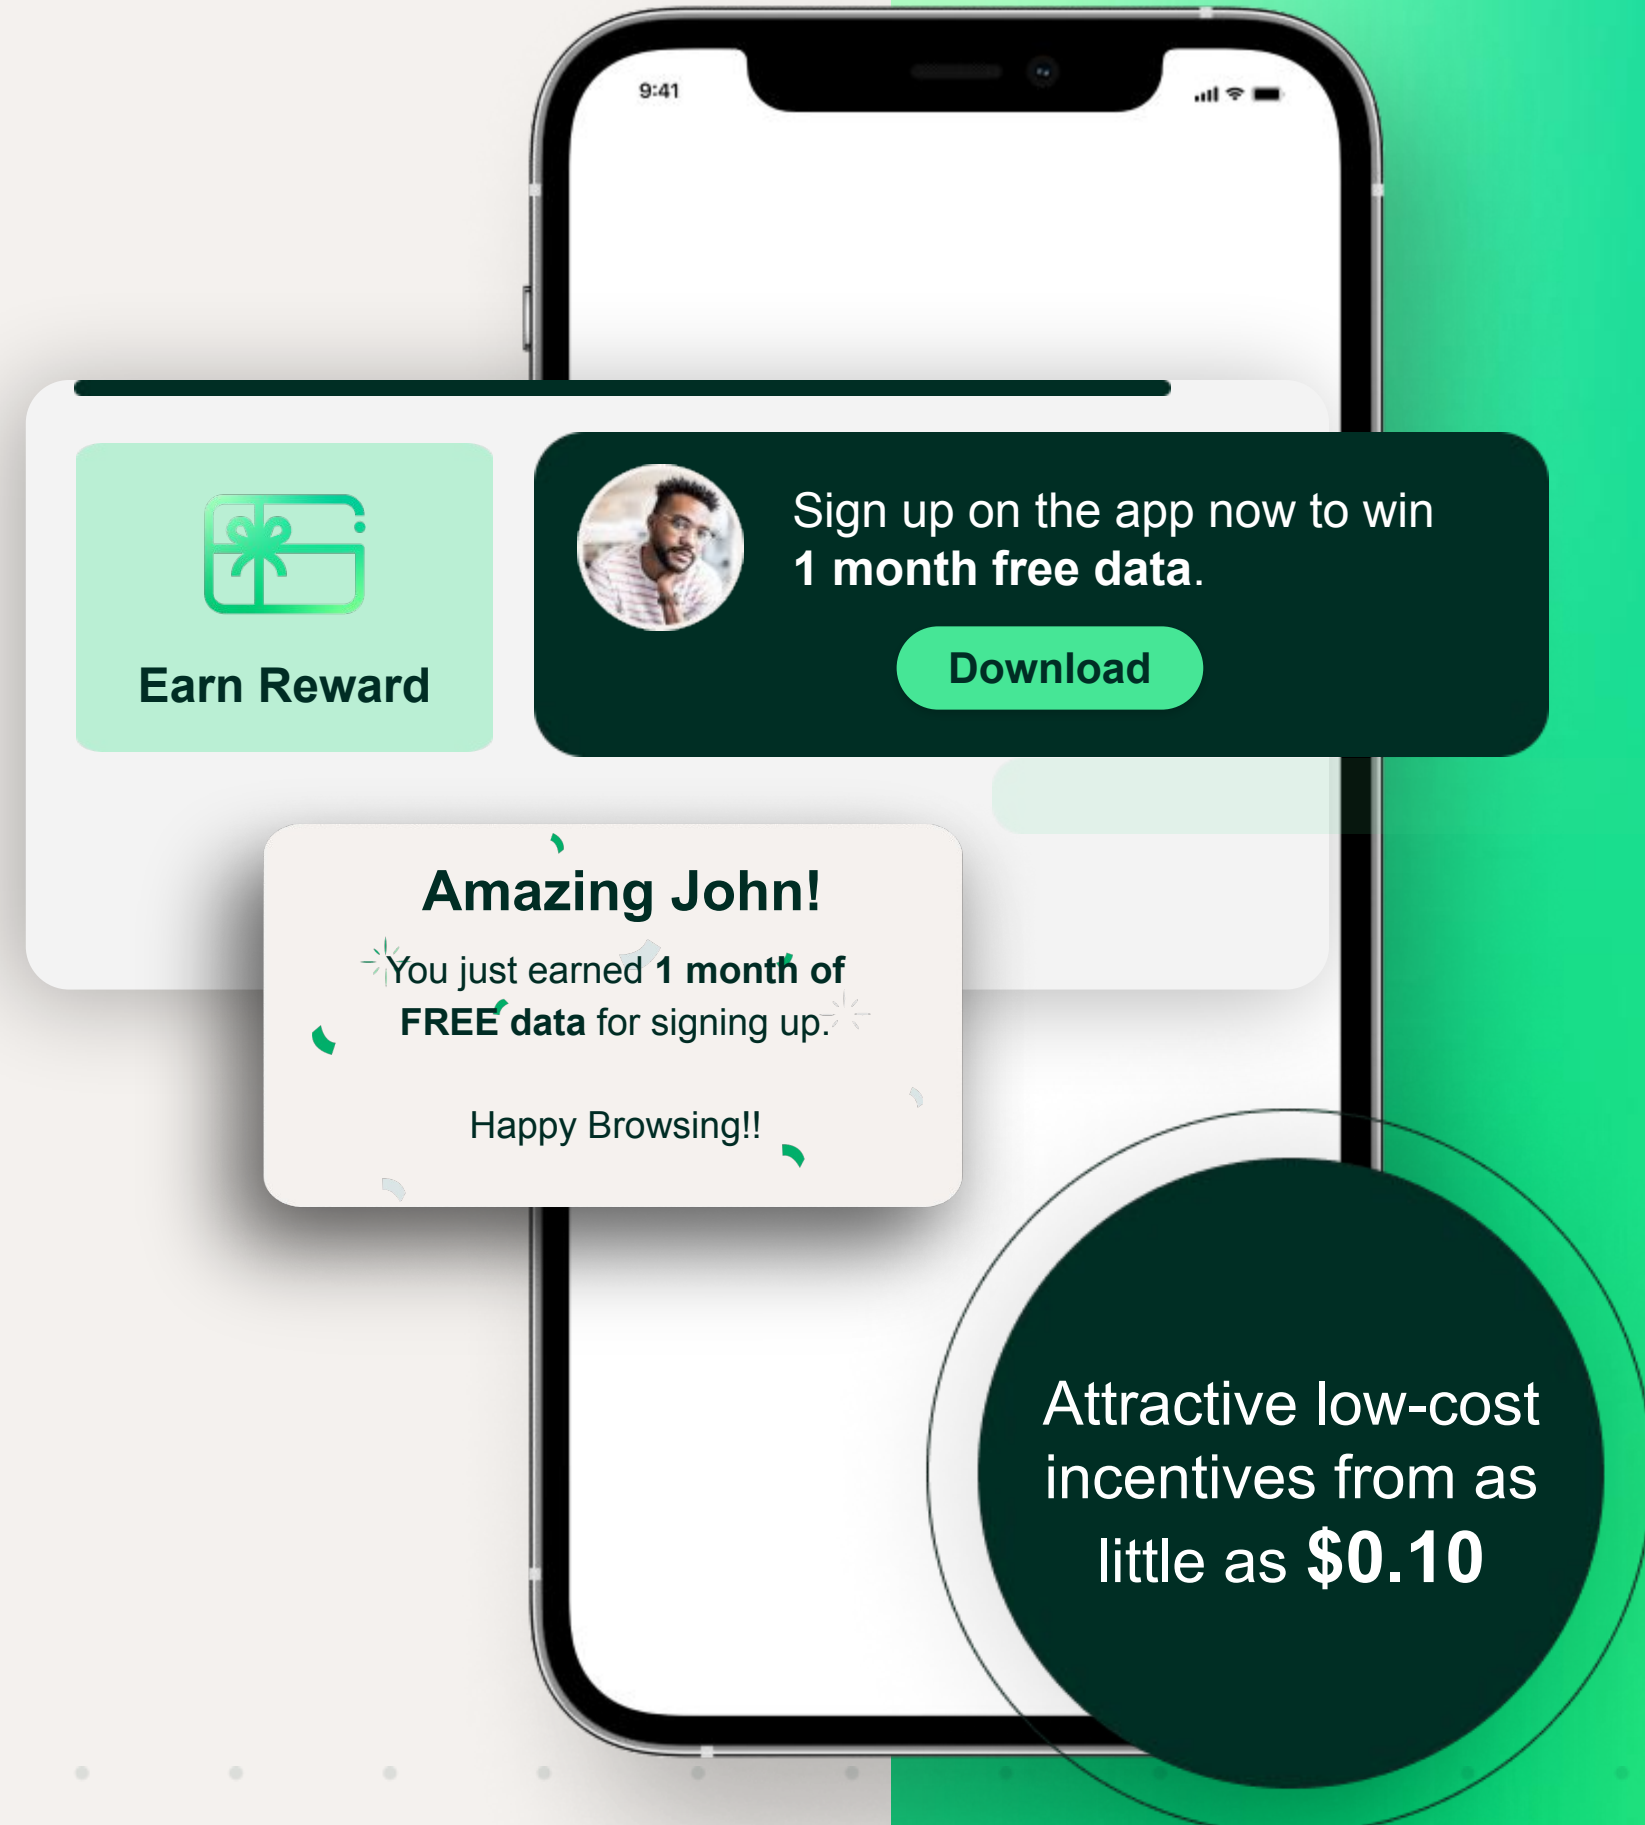 9:41
Earn Reward
Sign up on the app now to win
1 month free data.
Download
Amazing John!
You just earned 1 month of
FREE data for signing up.
Happy Browsing!!
Attractive low-cost
incentives from as
little as $0.10